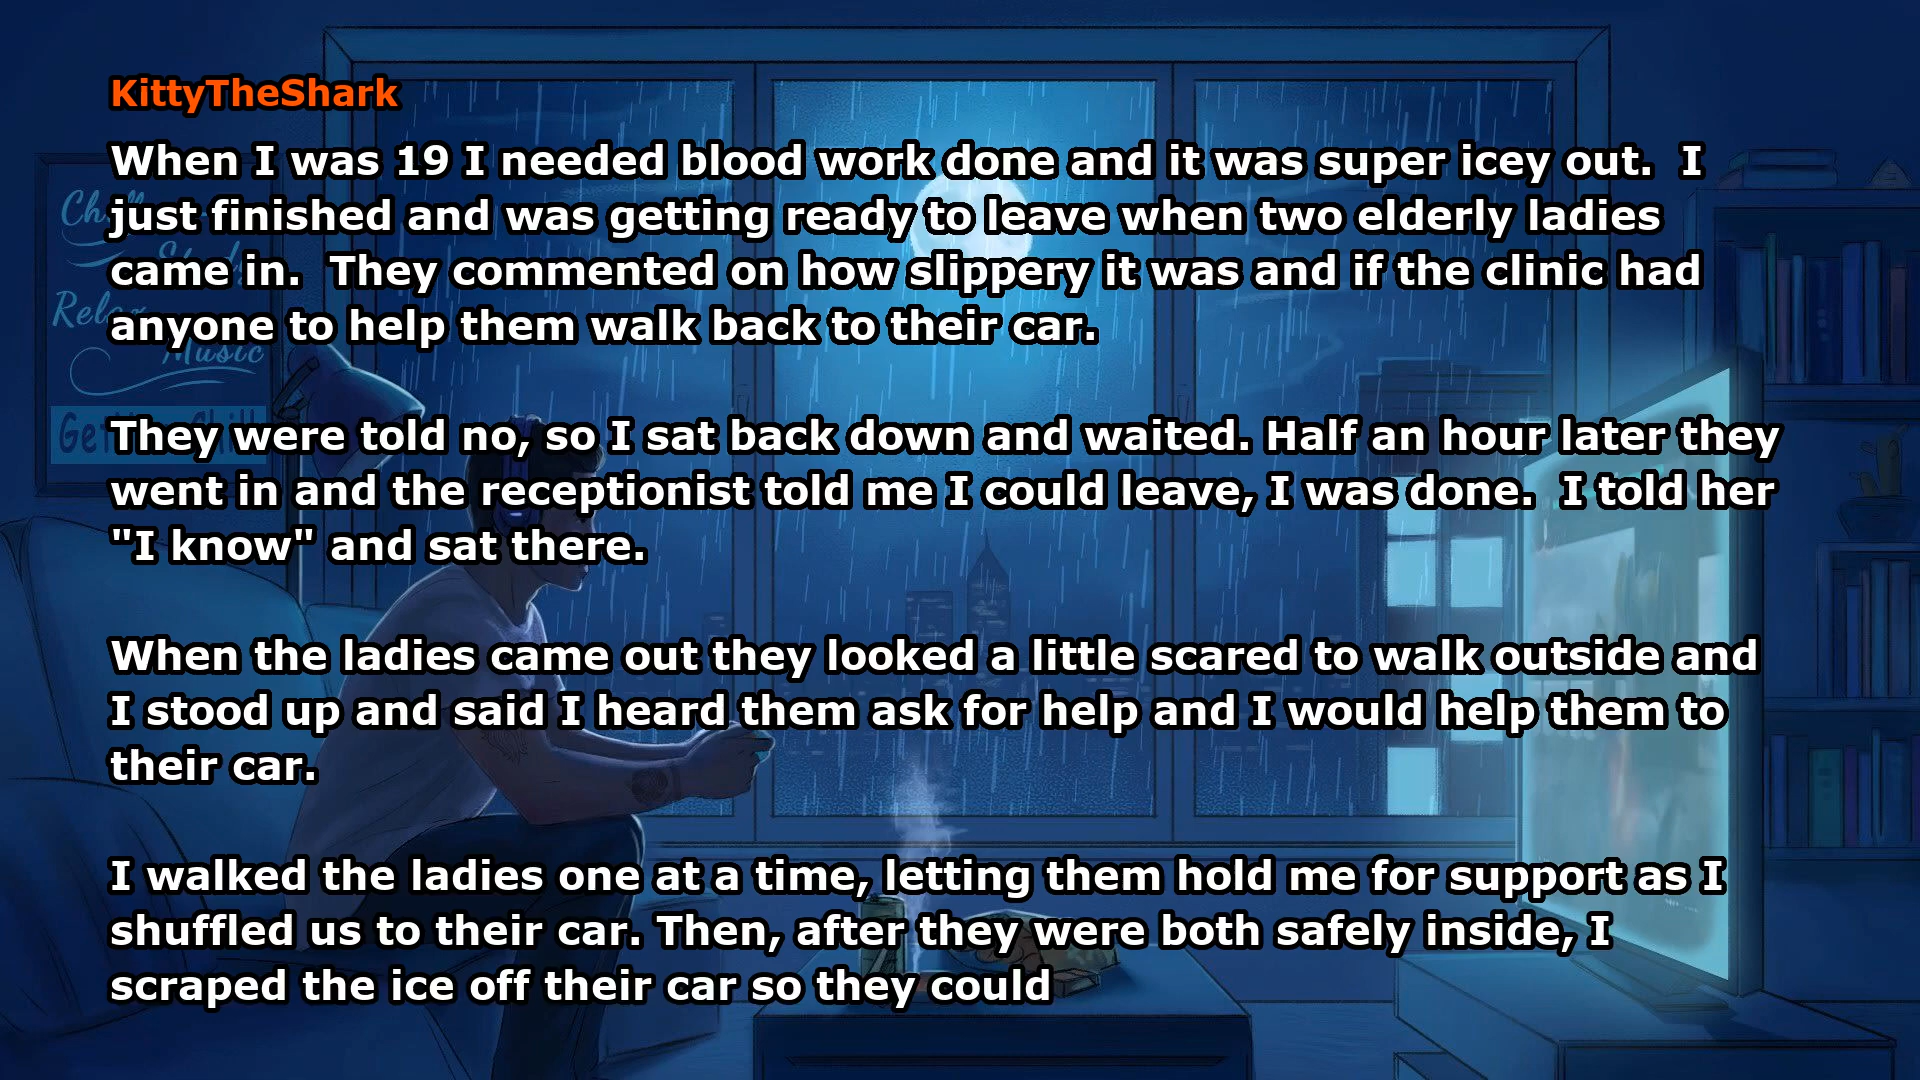 KittyTheShark
When I was 19 I needed blood work done and it was super icey out.  I
just finished and was getting ready to leave when two elderly ladies
came in.  They commented on how slippery it was and if the clinic had
anyone to help them walk back to their car.
They were told no, so I sat back down and waited. Half an hour later they
went in and the receptionist told me I could leave, I was done.  I told her
"I know" and sat there.
When the ladies came out they looked a little scared to walk outside and
I stood up and said I heard them ask for help and I would help them to
their car.
I walked the ladies one at a time, letting them hold me for support as I
shuffled us to their car. Then, after they were both safely inside, I
scraped the ice off their car so they could
Music